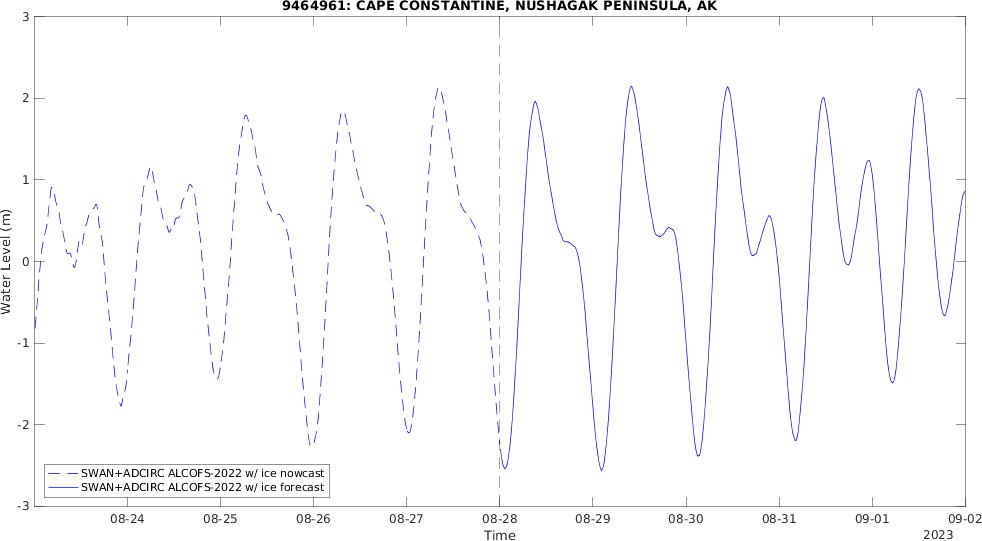 9464961: CAPE CONSTANTINE, NUSHAGAK PENINSULA, AK
3
2
1
0
-1
-2
-3
Water Level (m)
SWAN+ADCIRC ALCOFS-2022 w/ ice nowcast
SWAN+ADCIRC ALCOFS-2022 w/ ice forecast
08-24 08-25 08-26 08-27 08-28 08-29 08-30 08-31 09-01 09-02
Time
2023